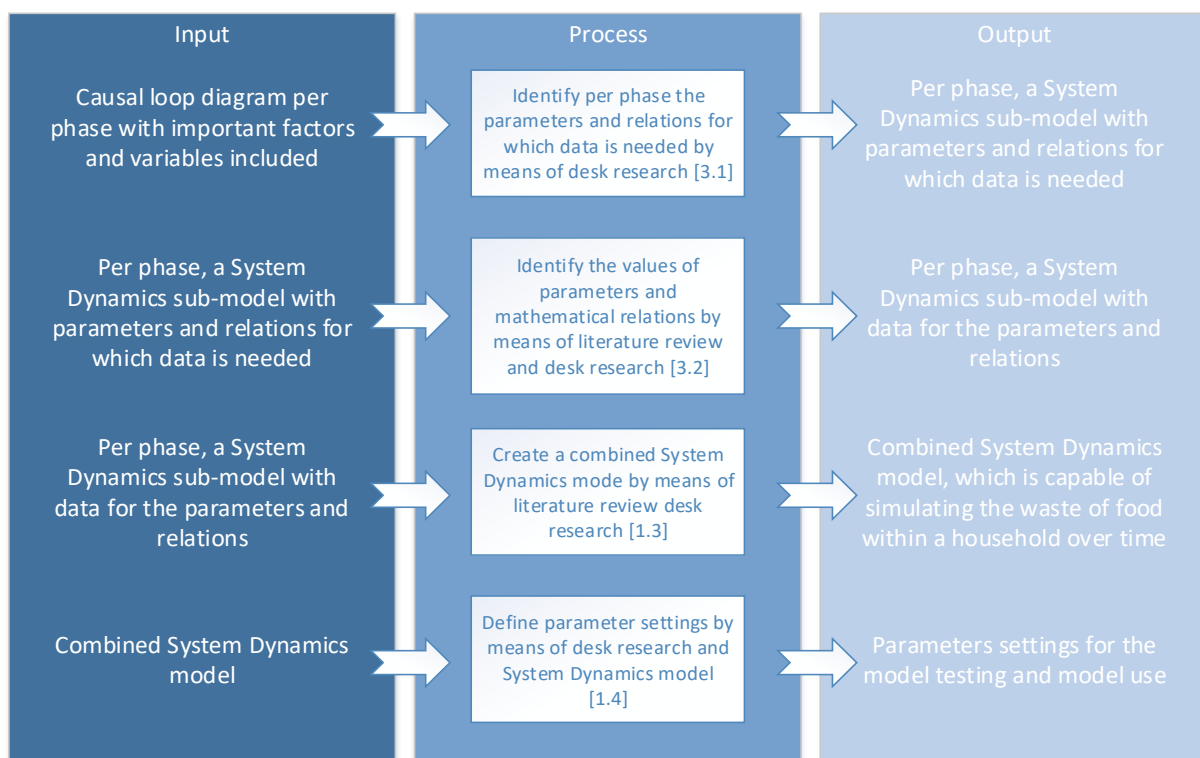 Input
Process
Output
Causal loop diagram per
phase with important factors
and variables included
Identify per phase the
parameters and relations for
which data is needed by
means of desk research [3.1]
Per phase, a System
Dynamics sub-model with
parameters and relations for
which data is needed
Per phase, a System
Dynamics sub-model with
parameters and relations for
which data is needed
Identify the values of
parameters and
mathematical relations by
means of literature review
and desk research [3.2]
Per phase, a System
Dynamics sub-model with
data for the parameters and
relations
Per phase, a System
Dynamics sub-model with
data for the parameters and
relations
Create a combined System
Dynamics mode by means of
literature review desk
research [1.3]
Combined System Dynamics
model, which is capable of
simulating the waste of food
within a household over time
Combined System Dynamics
model
Define parameter settings by
means of desk research and
System Dynamics model
[1.4]
Parameters settings for the
model testing and model use